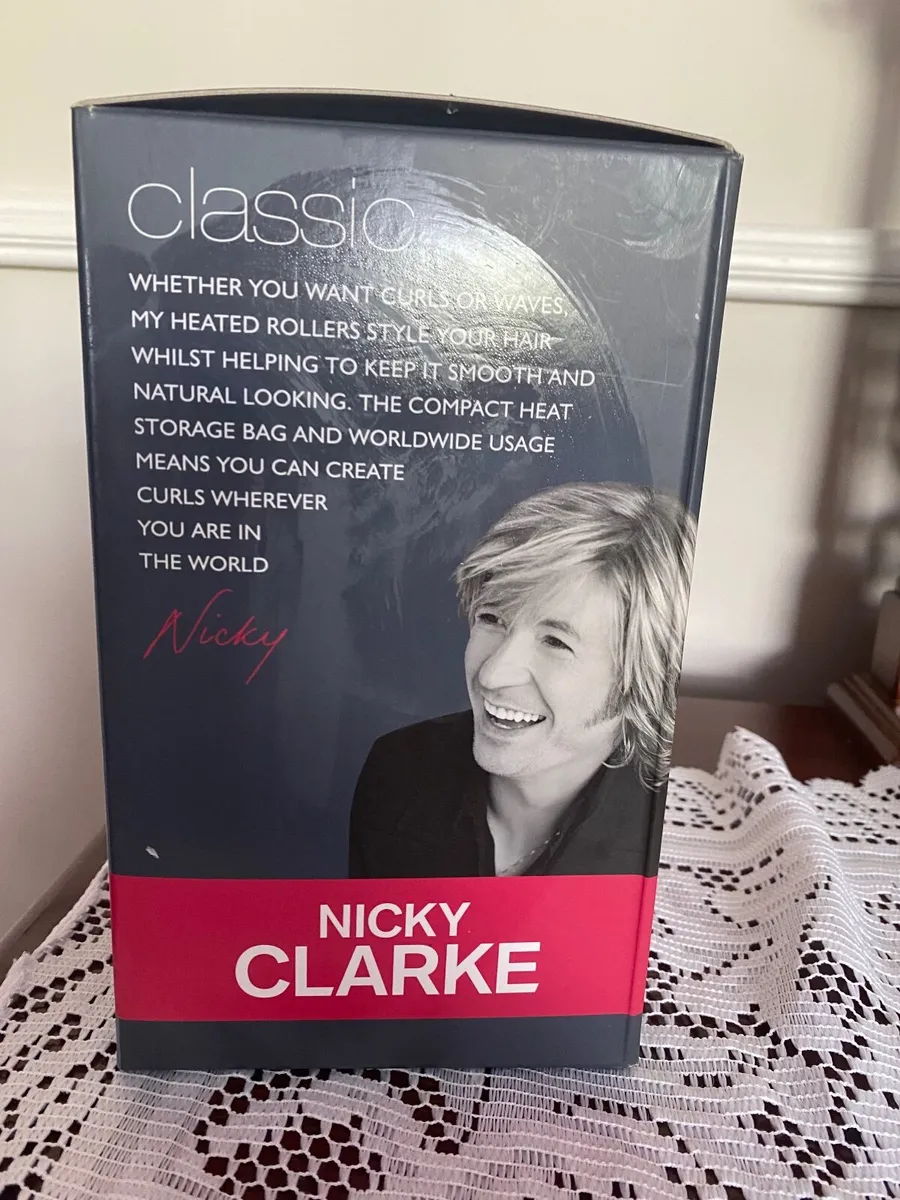 classic
WHETHER YOU WANT CURLS OR WAVES,
MY HEATED ROLLERS STYLE YOUR HAIR
WHILST HELPING TO KEEP IT SMOOTH AND
NATURAL LOOKING. THE COMPACT HEAT
STORAGE BAG AND WORLDWIDE USAGE
MEANS YOU CAN CREATE
CURLS WHEREVER
YOU ARE IN
THE WORLD
Nicky
NICKY
CLARKE